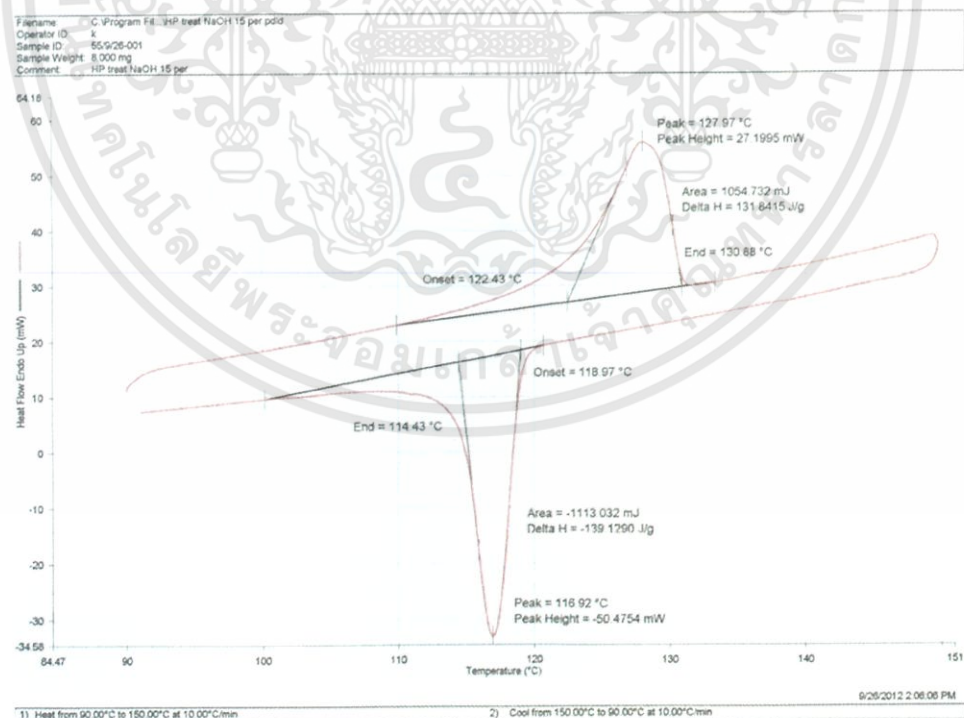 Filename: C:\Program Fil...\HP treat NaOH 15 per.pdid
Operator ID: k
Sample ID: 55/9/26-001
Sample Weight: 8.000 mg
Comment: HP treat NaOH 15 per
64.16
60
50
40
30
20
10
0
-10
-20
-30
-34.58
Heat Flow Endo Up (mW)
Peak = 127.97 °C
Peak Height = 27.1995 mW
Area = 1054.732 mJ
Delta H = 131.8415 J/g
End = 130.68 °C
Onset = 122.43 °C
Onset = 118.97 °C
End = 114.43 °C
Area = -1113.032 mJ
Delta H = -139.1290 J/g
Peak = 116.92 °C
Peak Height = -50.4754 mW
84.47 90 100 110 120 130 140 151
Temperature (°C)
9/26/2012 2:06:06 PM
1) Heat from 90.00°C to 150.00°C at 10.00°C/min 2) Cool from 150.00°C to 90.00°C at 10.00°C/min